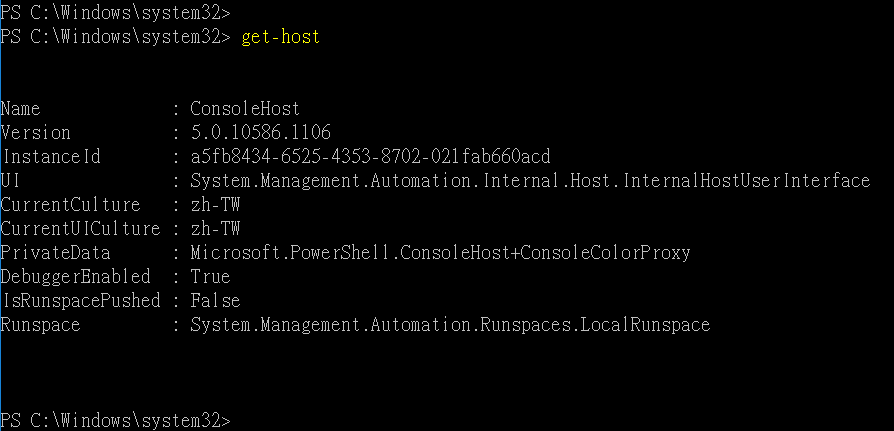 PS C:\Windows\system32>
PS C:\Windows\system32> get-host
Name             : ConsoleHost
Version          : 5.0.10586.1106
InstanceId       : a5fb8434-6525-4353-8702-021fab660acd
UI               : System.Management.Automation.Internal.Host.InternalHostUserInterface
CurrentCulture   : zh-TW
CurrentUICulture : zh-TW
PrivateData      : Microsoft.PowerShell.ConsoleHost+ConsoleColorProxy
DebuggerEnabled  : True
IsRunspacePushed : False
Runspace         : System.Management.Automation.Runspaces.LocalRunspace
PS C:\Windows\system32>